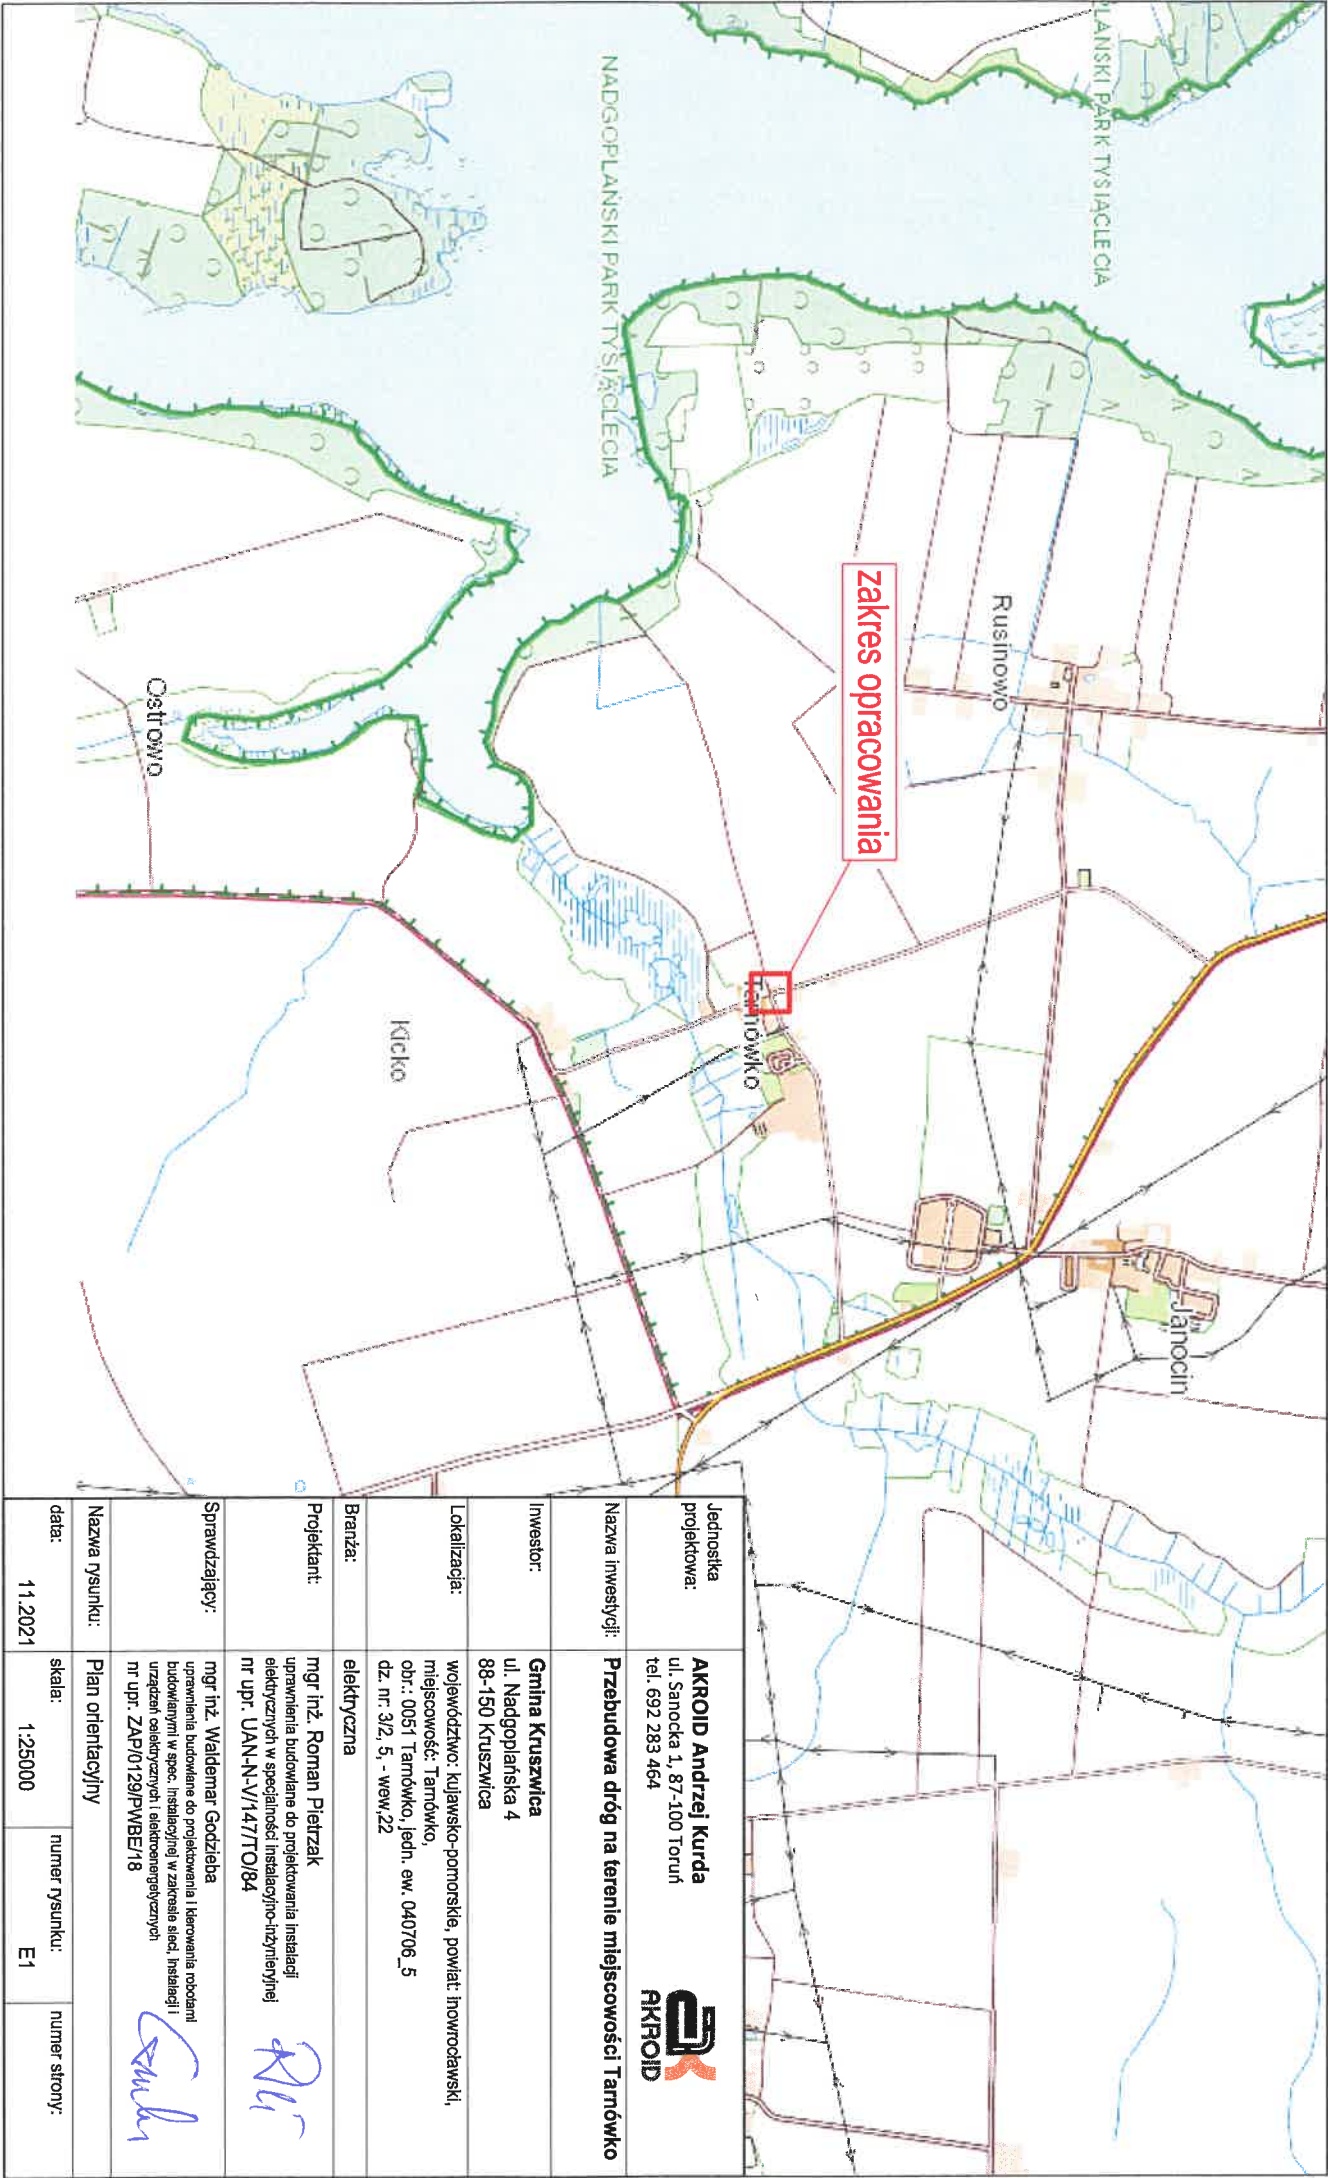 PLAŃSKI PARK TYSIĄCLECIA
NADGOPLAŃSKI PARK TYSIĄCLECIA
Rusinowo
zakres opracowania
Janocin
Tarnówko
Ostrowo
Kicko
Jednostka
projektowa:
AKROID Andrzej Kurda
ul. Sanocka 1, 87-100 Toruń
tel. 692 283 464
AKROID
Nazwa inwestycji:
Przebudowa dróg na terenie miejscowości Tarnówko
Inwestor:
Gmina Kruszwica
ul. Nadgoplańska 4
88-150 Kruszwica
Lokalizacja:
województwo: kujawsko-pomorskie, powiat: inowrocławski,
miejscowość: Tarnówko,
obr.: 0051 Tarnówko, jedn. ew. 040706_5
dz. nr: 3/2, 5, - wew,22
Branża:
elektryczna
Projektant:
mgr inż. Roman Pietrzak
uprawnienia budowlane do projektowania instalacji
elektrycznych w specjalności instalacyjno-inżynieryjnej
nr upr. UAN-N-V/147/TO/84
Sprawdzający:
mgr inż. Waldemar Godzieba
uprawnienia budowlane do projektowania i kierowania robotami
budowlanymi w spec. instalacyjnej w zakresie sieci, instalacji i
urządzeń celektrycznych i elektroenergetycznych
nr upr. ZAP/0129/PWBE/18
Nazwa rysunku:
Plan orientacyjny
data:
11.2021
skala:
1:25000
numer rysunku:
E1
numer strony: